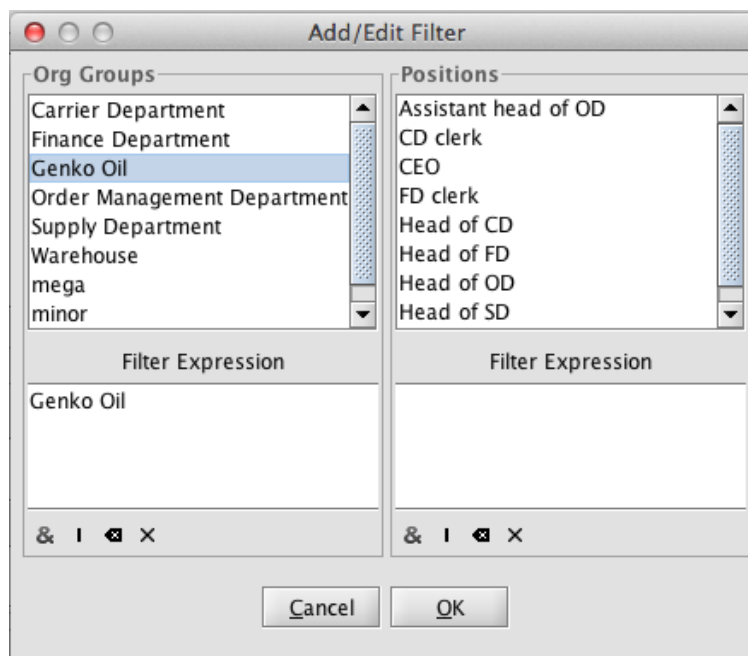 Add/Edit Filter
Org Groups
Carrier Department
Finance Department
Genko Oil
Order Management Department
Supply Department
Warehouse
mega
minor
Filter Expression
Genko Oil
& I
Positions
Assistant head of OD
CD clerk
CEO
FD clerk
Head of CD
Head of FD
Head of OD
Head of SD
Filter Expression
& I
Cancel
OK